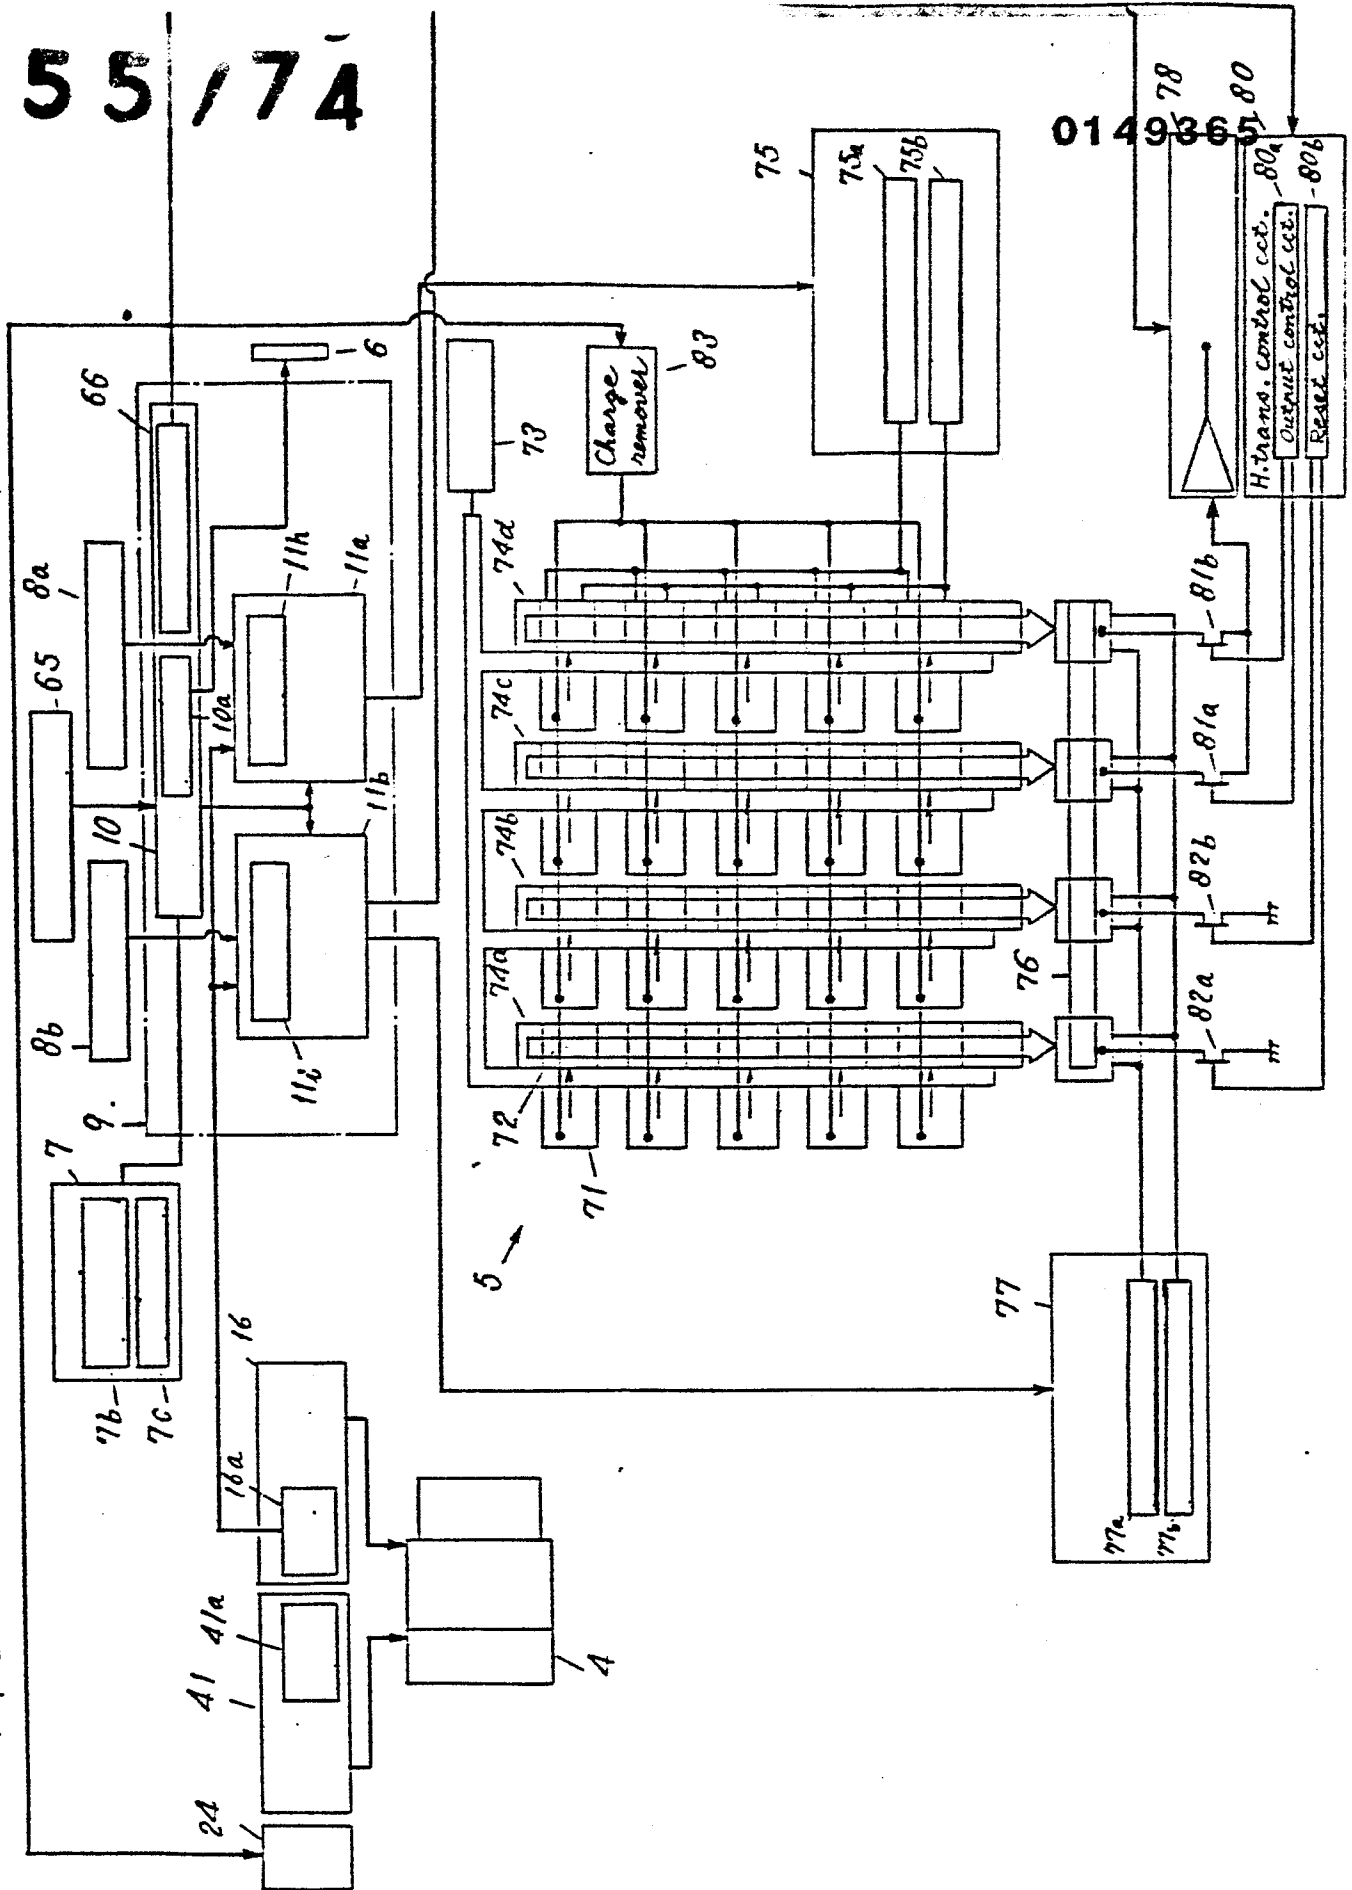 55/74
0149365
78
80
80a
80b
H.trans.control cct.
Output control cct.
Reset cct.
75
75a
75b
6
66
83
Charge
remover
73
8a
11h
11a
74d
81b
65
10a
74c
81a
10
11b
74b
82b
8b
11i
74a
76
82a
9.
72
7
71
5
7b
7c
16
77
16a
77a
77b
41a
41
4
24